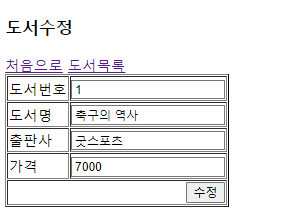 도서수정
처음으로 도서목록
도서번호 1
도서명 축구의 역사
출판사 굿스포츠
가격 7000
수정